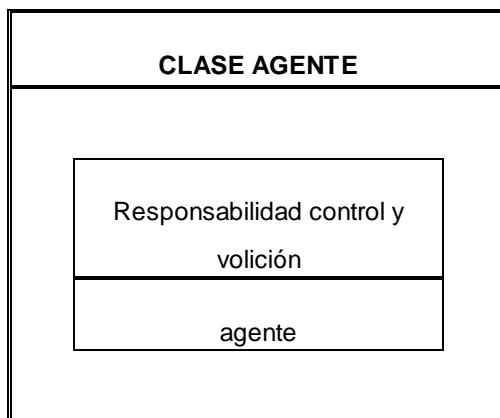 CLASE AGENTE
Responsabilidad control y
volición
agente